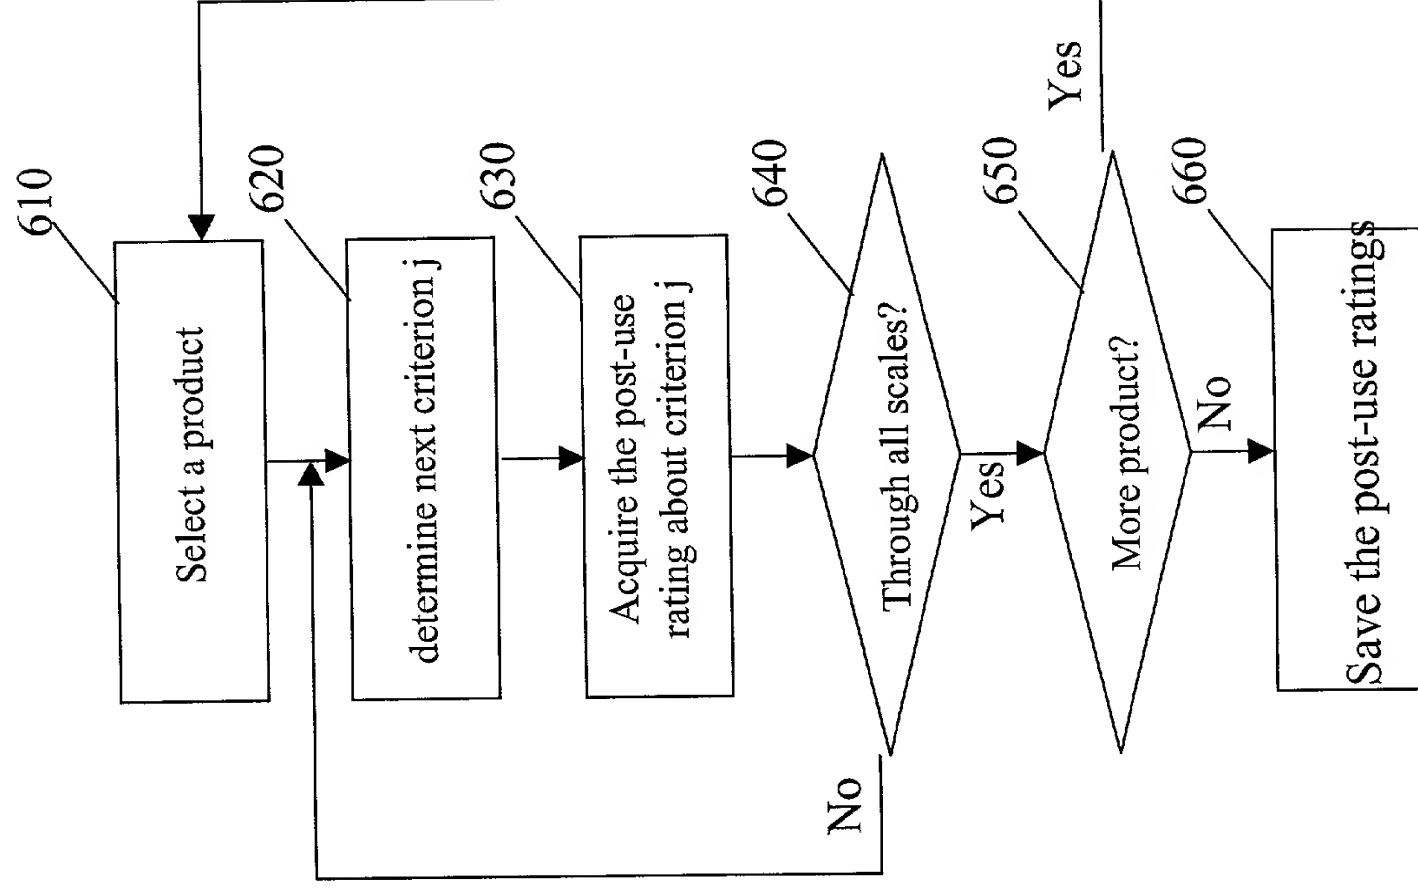 610
Select a product
620
determine next criterion j
630
Acquire the post-use
rating about criterion j
640
Through all scales?
No
Yes
650
More product?
Yes
No
660
Save the post-use ratings